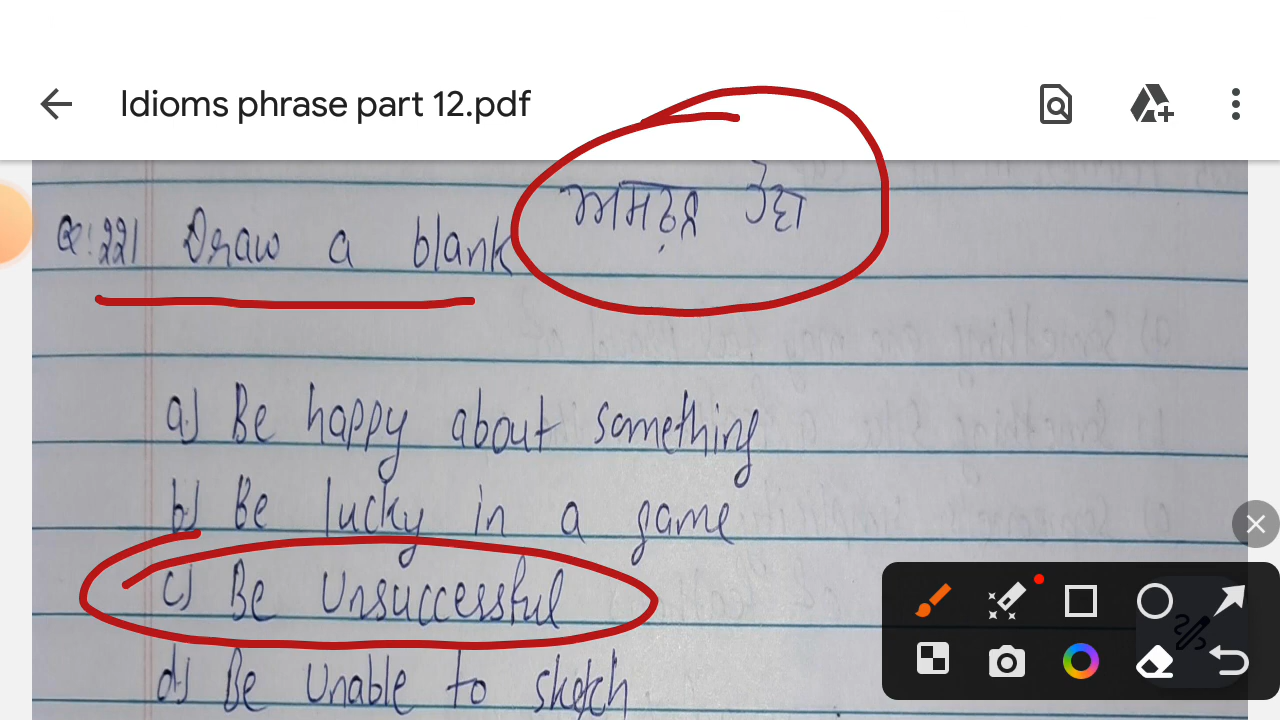 Idioms phrase part 12.pdf
Q:221 Draw a blank ਅਸਫਲ ਹੋਣਾ
a) Be happy about something
b) Be lucky in a game
c) Be Unsuccessful
d) Be Unable to sketch